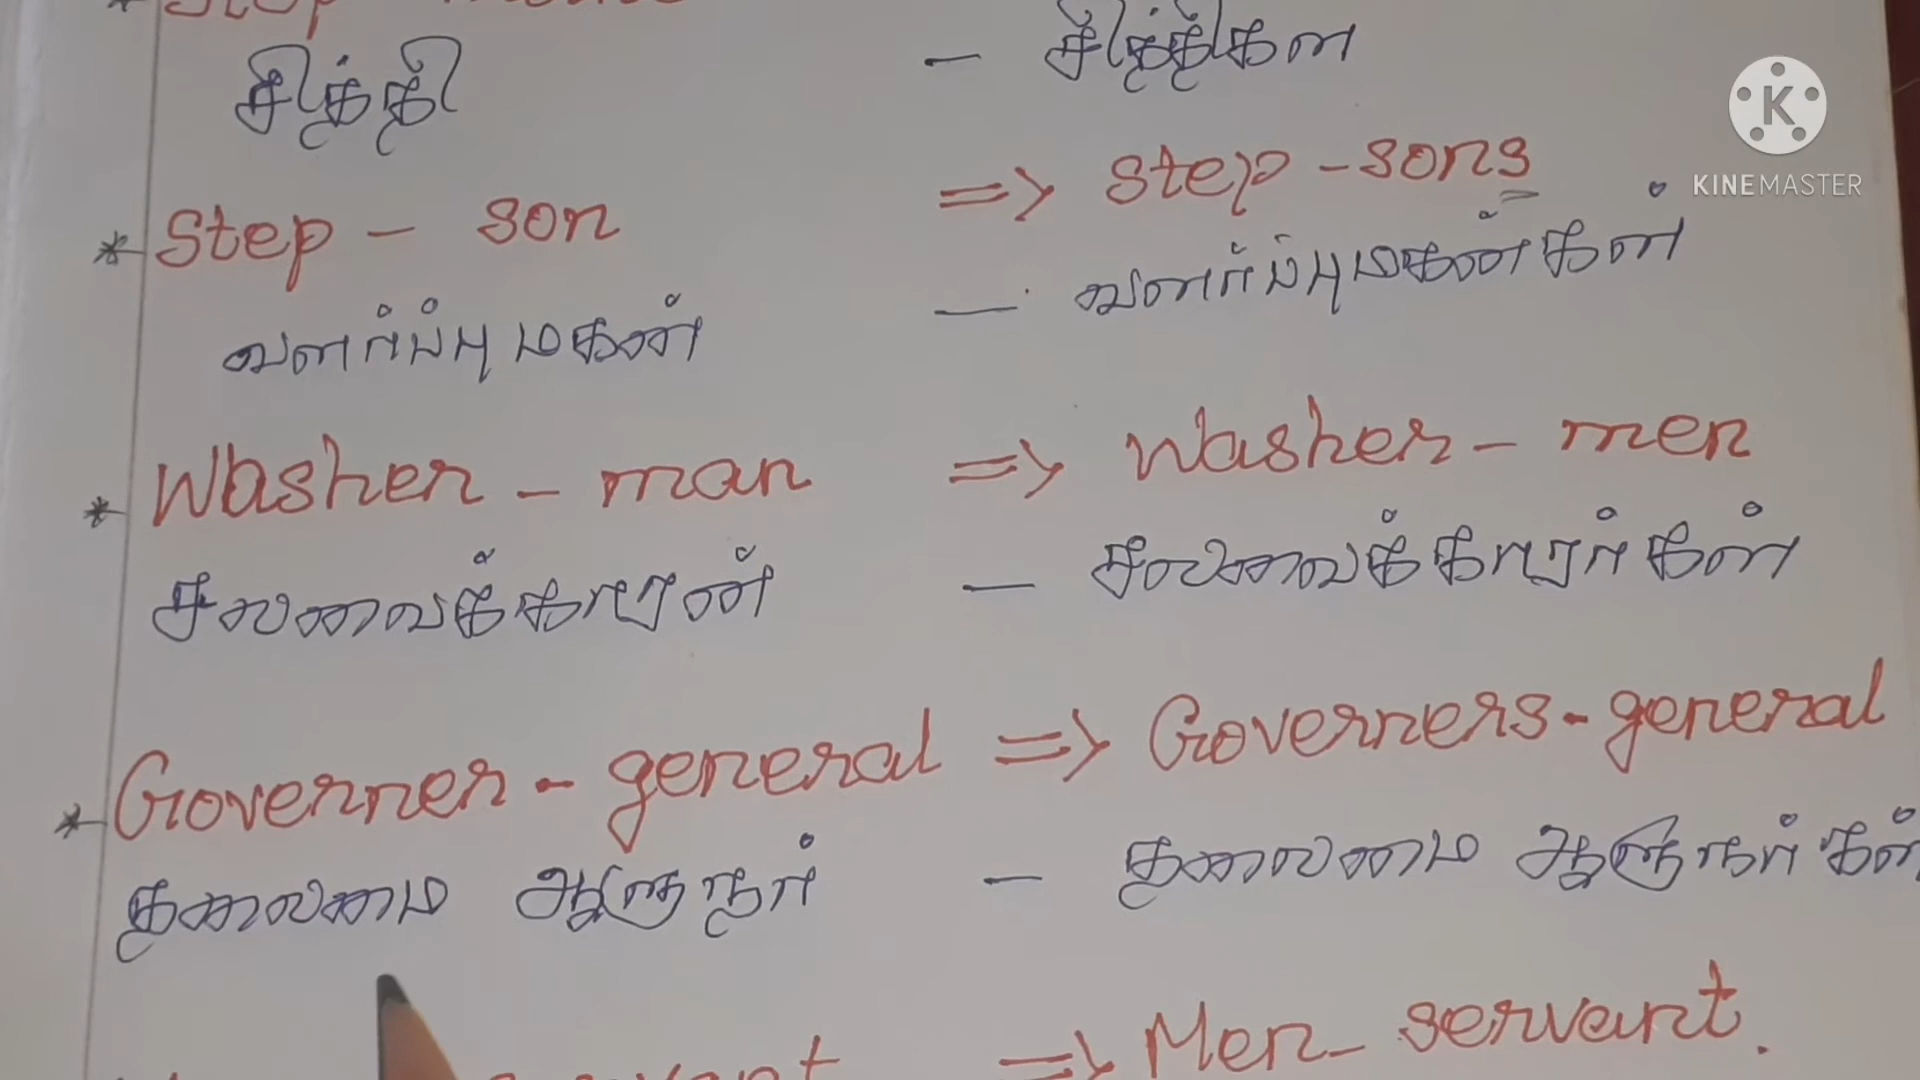 Step
சித்தி - சித்திகள
* Step - son => Step - sons
வளர்ப்பு மகன் - வளர்ப்பு மகன்கள்
* Washer - man => Washer - men
சலவைக்காரன் - சலவைக்காரர்கள்
* Governer - general => Governers - general
தலைமை ஆளுநர் - தலைமை ஆளுநர்கள்
=> Men - servant.
KINEMASTER